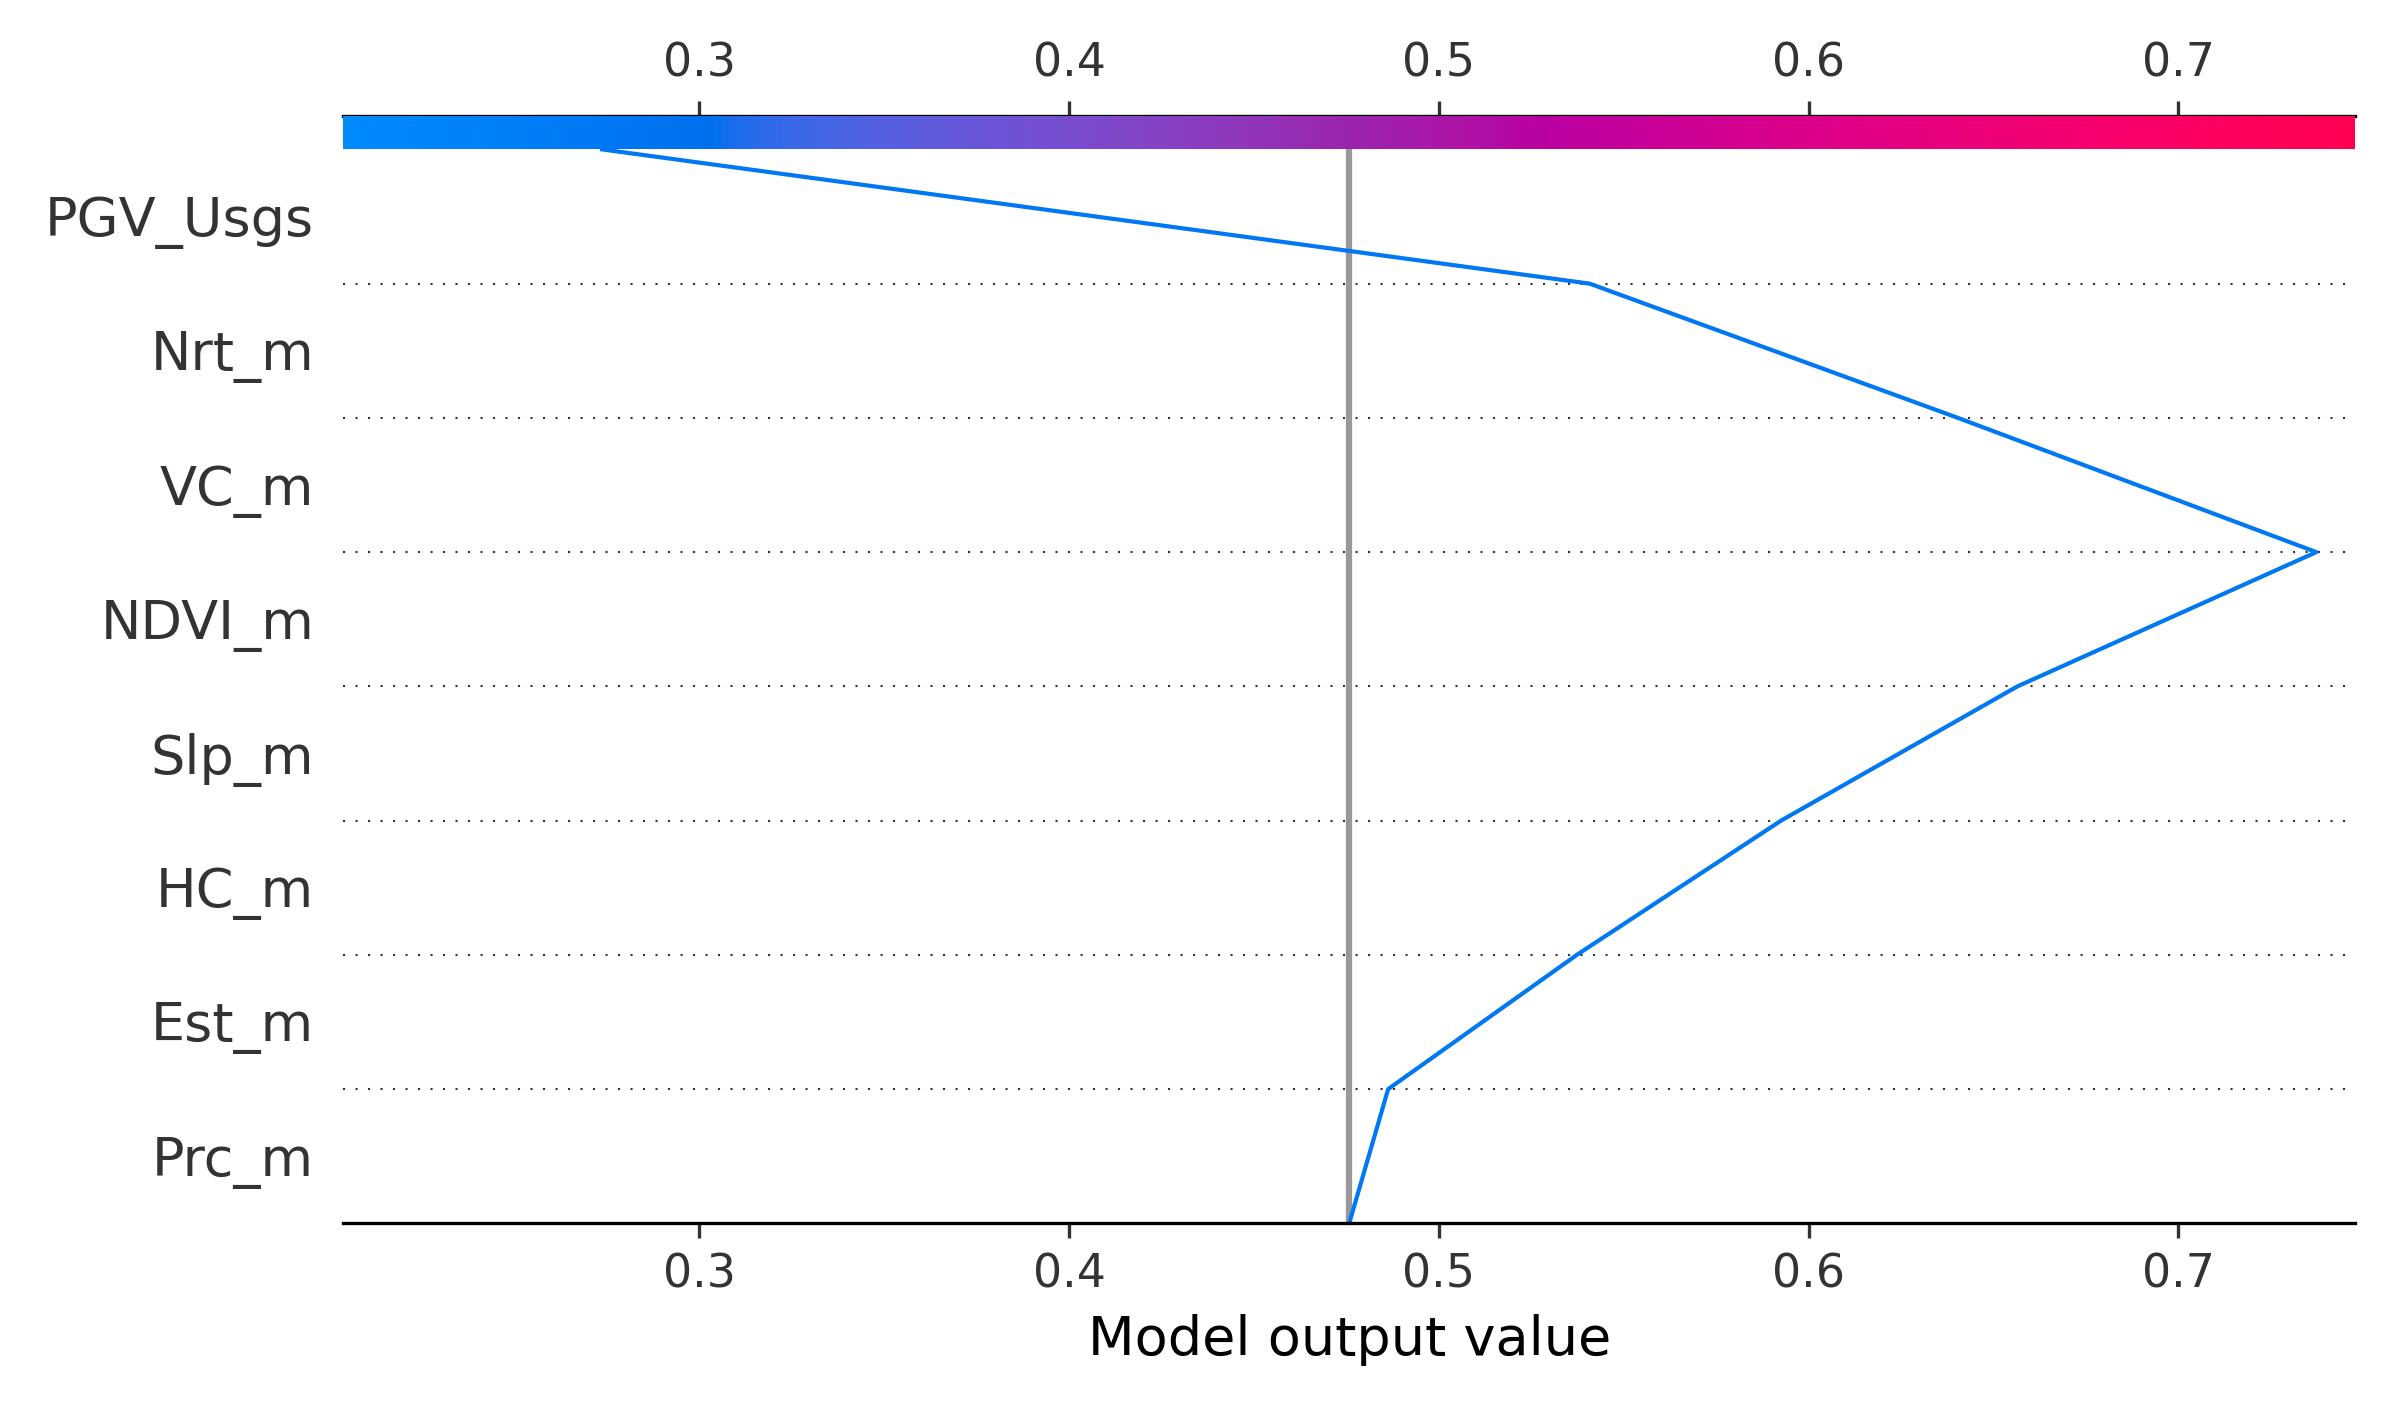 0.3 0.4 0.5 0.6 0.7
PGV_Usgs
Nrt_m
VC_m
NDVI_m
Slp_m
HC_m
Est_m
Prc_m
0.3 0.4 0.5 0.6 0.7
Model output value